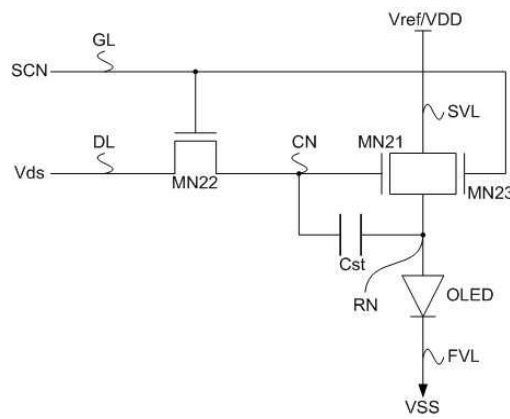 Vref/VDD
GL
SCN
SVL
DL
CN
MN21
Vds
MN22
MN23
Cst
RN
OLED
FVL
VSS